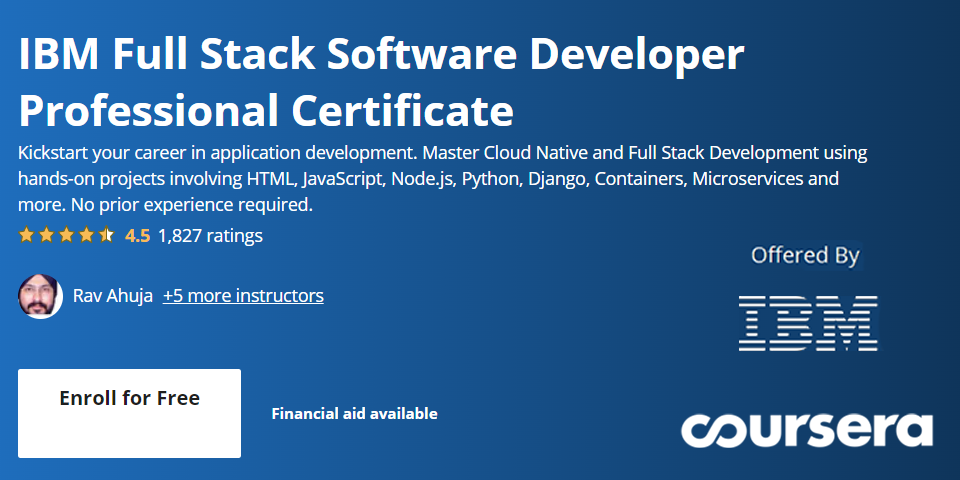 IBM Full Stack Software Developer
Professional Certificate
Kickstart your career in application development. Master Cloud Native and Full Stack Development using
hands-on projects involving HTML, JavaScript, Node.js, Python, Django, Containers, Microservices and
more. No prior experience required.
4.5 1,827 ratings
Offered By
Rav Ahuja +5 more instructors
IBM
Enroll for Free
Financial aid available
coursera